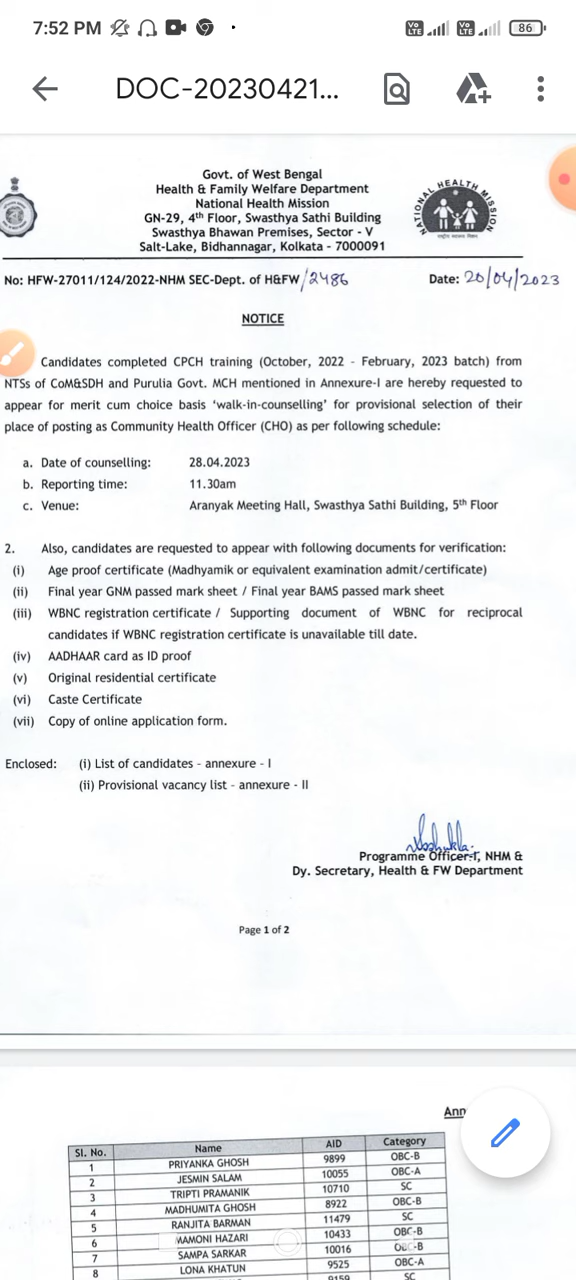 7:52 PM
Vo LTE Vo LTE 86
DOC-20230421...
Govt. of West Bengal
Health & Family Welfare Department
National Health Mission
GN-29, 4th Floor, Swasthya Sathi Building
Swasthya Bhawan Premises, Sector - V
Salt-Lake, Bidhannagar, Kolkata - 7000091
NATIONAL HEALTH MISSION
No: HFW-27011/124/2022-NHM SEC-Dept. of H&FW/2486 Date: 20/04/2023
NOTICE
Candidates completed CPCH training (October, 2022 - February, 2023 batch) from
NTSs of CoM&SDH and Purulia Govt. MCH mentioned in Annexure-I are hereby requested to
appear for merit cum choice basis ‘walk-in-counselling’ for provisional selection of their
place of posting as Community Health Officer (CHO) as per following schedule:
a. Date of counselling: 28.04.2023
b. Reporting time: 11.30am
c. Venue: Aranyak Meeting Hall, Swasthya Sathi Building, 5th Floor
2. Also, candidates are requested to appear with following documents for verification:
(i) Age proof certificate (Madhyamik or equivalent examination admit/certificate)
(ii) Final year GNM passed mark sheet / Final year BAMS passed mark sheet
(iii) WBNC registration certificate / Supporting document of WBNC for reciprocal
candidates if WBNC registration certificate is unavailable till date.
(iv) AADHAAR card as ID proof
(v) Original residential certificate
(vi) Caste Certificate
(vii) Copy of online application form.
Enclosed: (i) List of candidates - annexure - I
(ii) Provisional vacancy list - annexure - II
Programme Officer-I, NHM &
Dy. Secretary, Health & FW Department
Page 1 of 2
Ann
Sl. No. Name AID Category
1 PRIYANKA GHOSH 9899 OBC-B
2 JESMIN SALAM 10055 OBC-A
3 TRIPTI PRAMANIK 10710 SC
4 MADHUMITA GHOSH 8922 OBC-B
5 RANJITA BARMAN 11479 SC
6 MAMONI HAZARI 10433 OBC-B
7 SAMPA SARKAR 10016 OBC-B
8 LONA KHATUN 9525 OBC-A
9159 SC